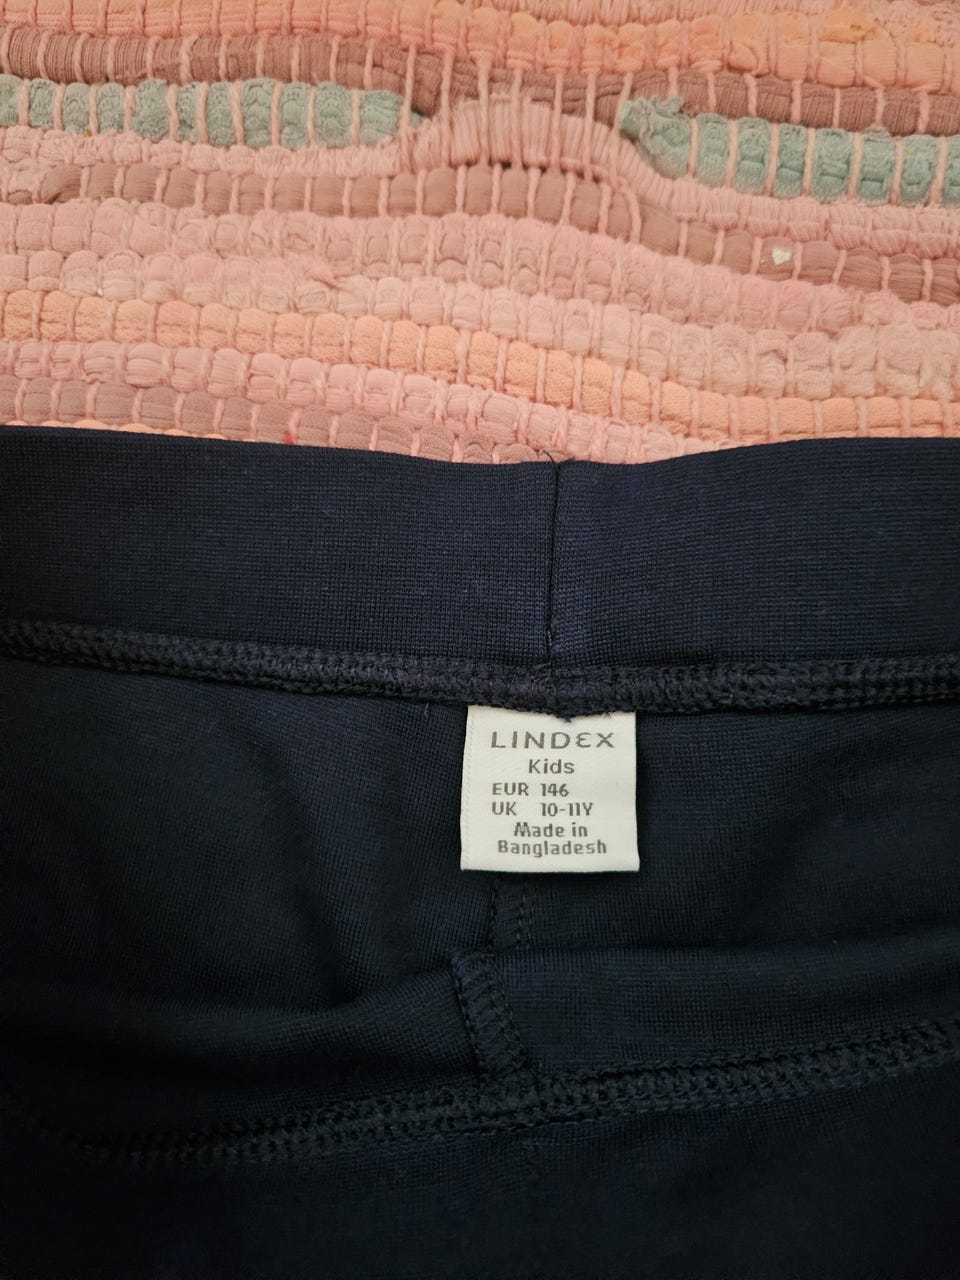 LINDEX
Kids
EUR 146
UK 10-11Y
Made in
Bangladesh